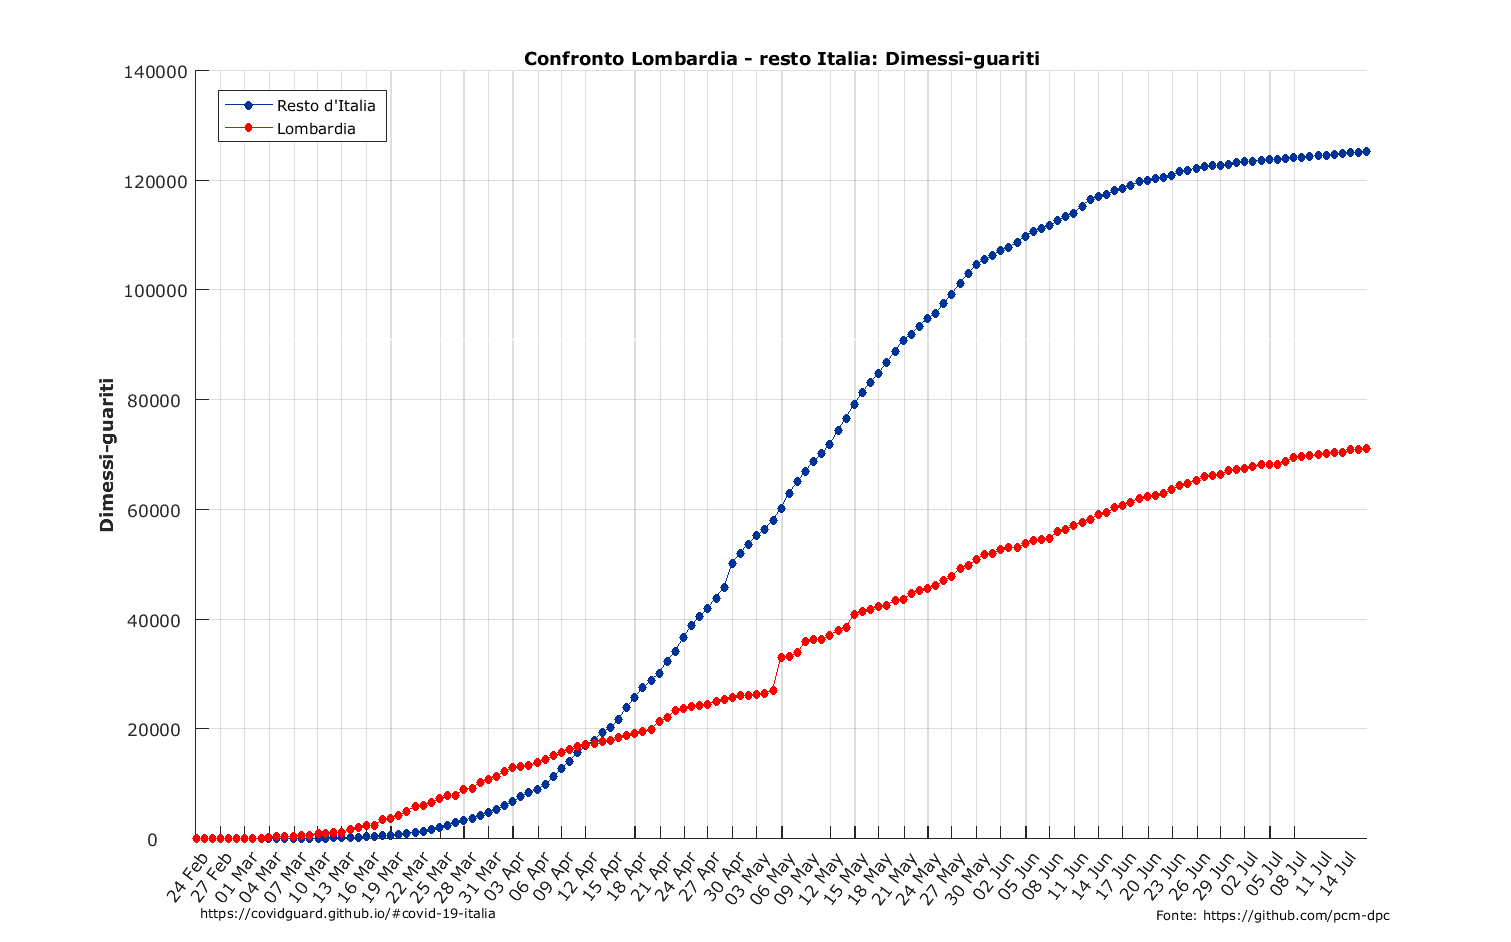 Confronto Lombardia - resto Italia: Dimessi-guariti
Resto d'Italia
Lombardia
Dimessi-guariti
140000
120000
100000
80000
60000
40000
20000
0
24 Feb
27 Feb
01 Mar
04 Mar
07 Mar
10 Mar
13 Mar
16 Mar
19 Mar
22 Mar
25 Mar
28 Mar
31 Mar
03 Apr
06 Apr
09 Apr
12 Apr
15 Apr
18 Apr
21 Apr
24 Apr
27 Apr
30 Apr
03 May
06 May
09 May
12 May
15 May
18 May
21 May
24 May
27 May
30 May
02 Jun
05 Jun
08 Jun
11 Jun
14 Jun
17 Jun
20 Jun
23 Jun
26 Jun
29 Jun
02 Jul
05 Jul
08 Jul
11 Jul
14 Jul
https://covidguard.github.io/#covid-19-italia
Fonte: https://github.com/pcm-dpc